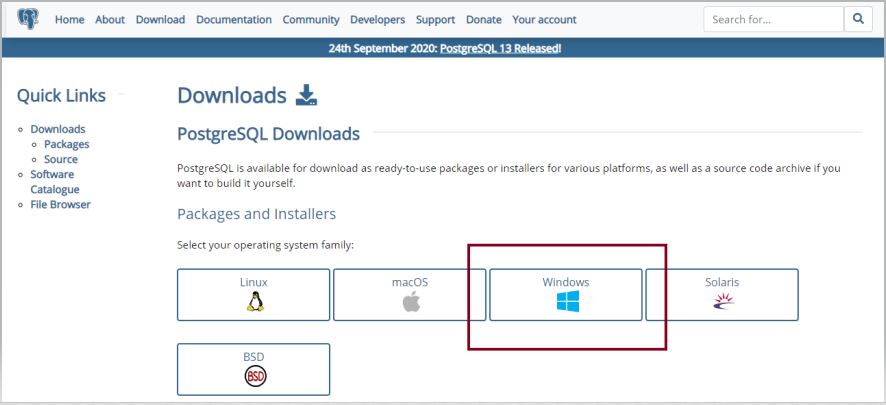 Home About Download Documentation Community Developers Support Donate Your account Search for...
24th September 2020: PostgreSQL 13 Released!
Quick Links
Downloads
Packages
Source
Software
Catalogue
File Browser
Downloads
PostgreSQL Downloads
PostgreSQL is available for download as ready-to-use packages or installers for various platforms, as well as a source code archive if you
want to build it yourself.
Packages and Installers
Select your operating system family:
Linux macOS Windows Solaris
BSD
BSD